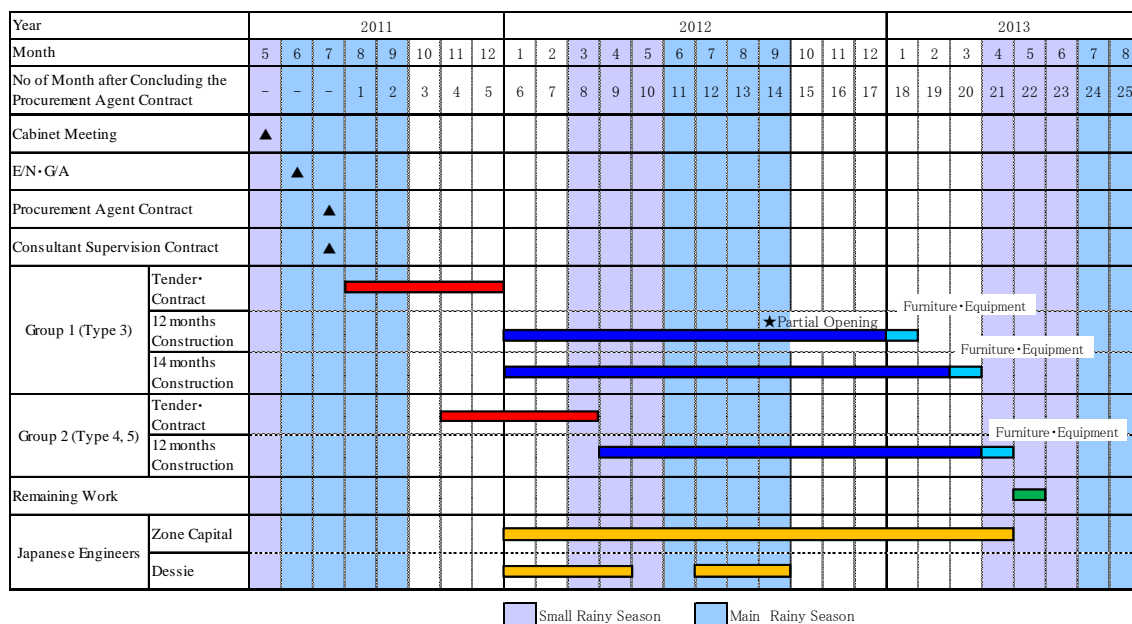 Year 2011 2012 2013
Month 5 6 7 8 9 10 11 12 1 2 3 4 5 6 7 8 9 10 11 12 1 2 3 4 5 6 7 8
No of Month after Concluding the
Procurement Agent Contract － － － 1 2 3 4 5 6 7 8 9 10 11 12 13 14 15 16 17 18 19 20 21 22 23 24 25
Cabinet Meeting ▲
E/N・G/A ▲
Procurement Agent Contract ▲
Consultant Supervision Contract ▲
Group 1 (Type 3)
Tender・
Contract
Furniture・Equipment
12 months
Construction
★Partial Opening
Furniture・Equipment
14 months
Construction
Group 2 (Type 4, 5)
Tender・
Contract
Furniture・Equipment
12 months
Construction
Remaining Work
Japanese Engineers
Zone Capital
Dessie
Small Rainy Season
Main Rainy Season